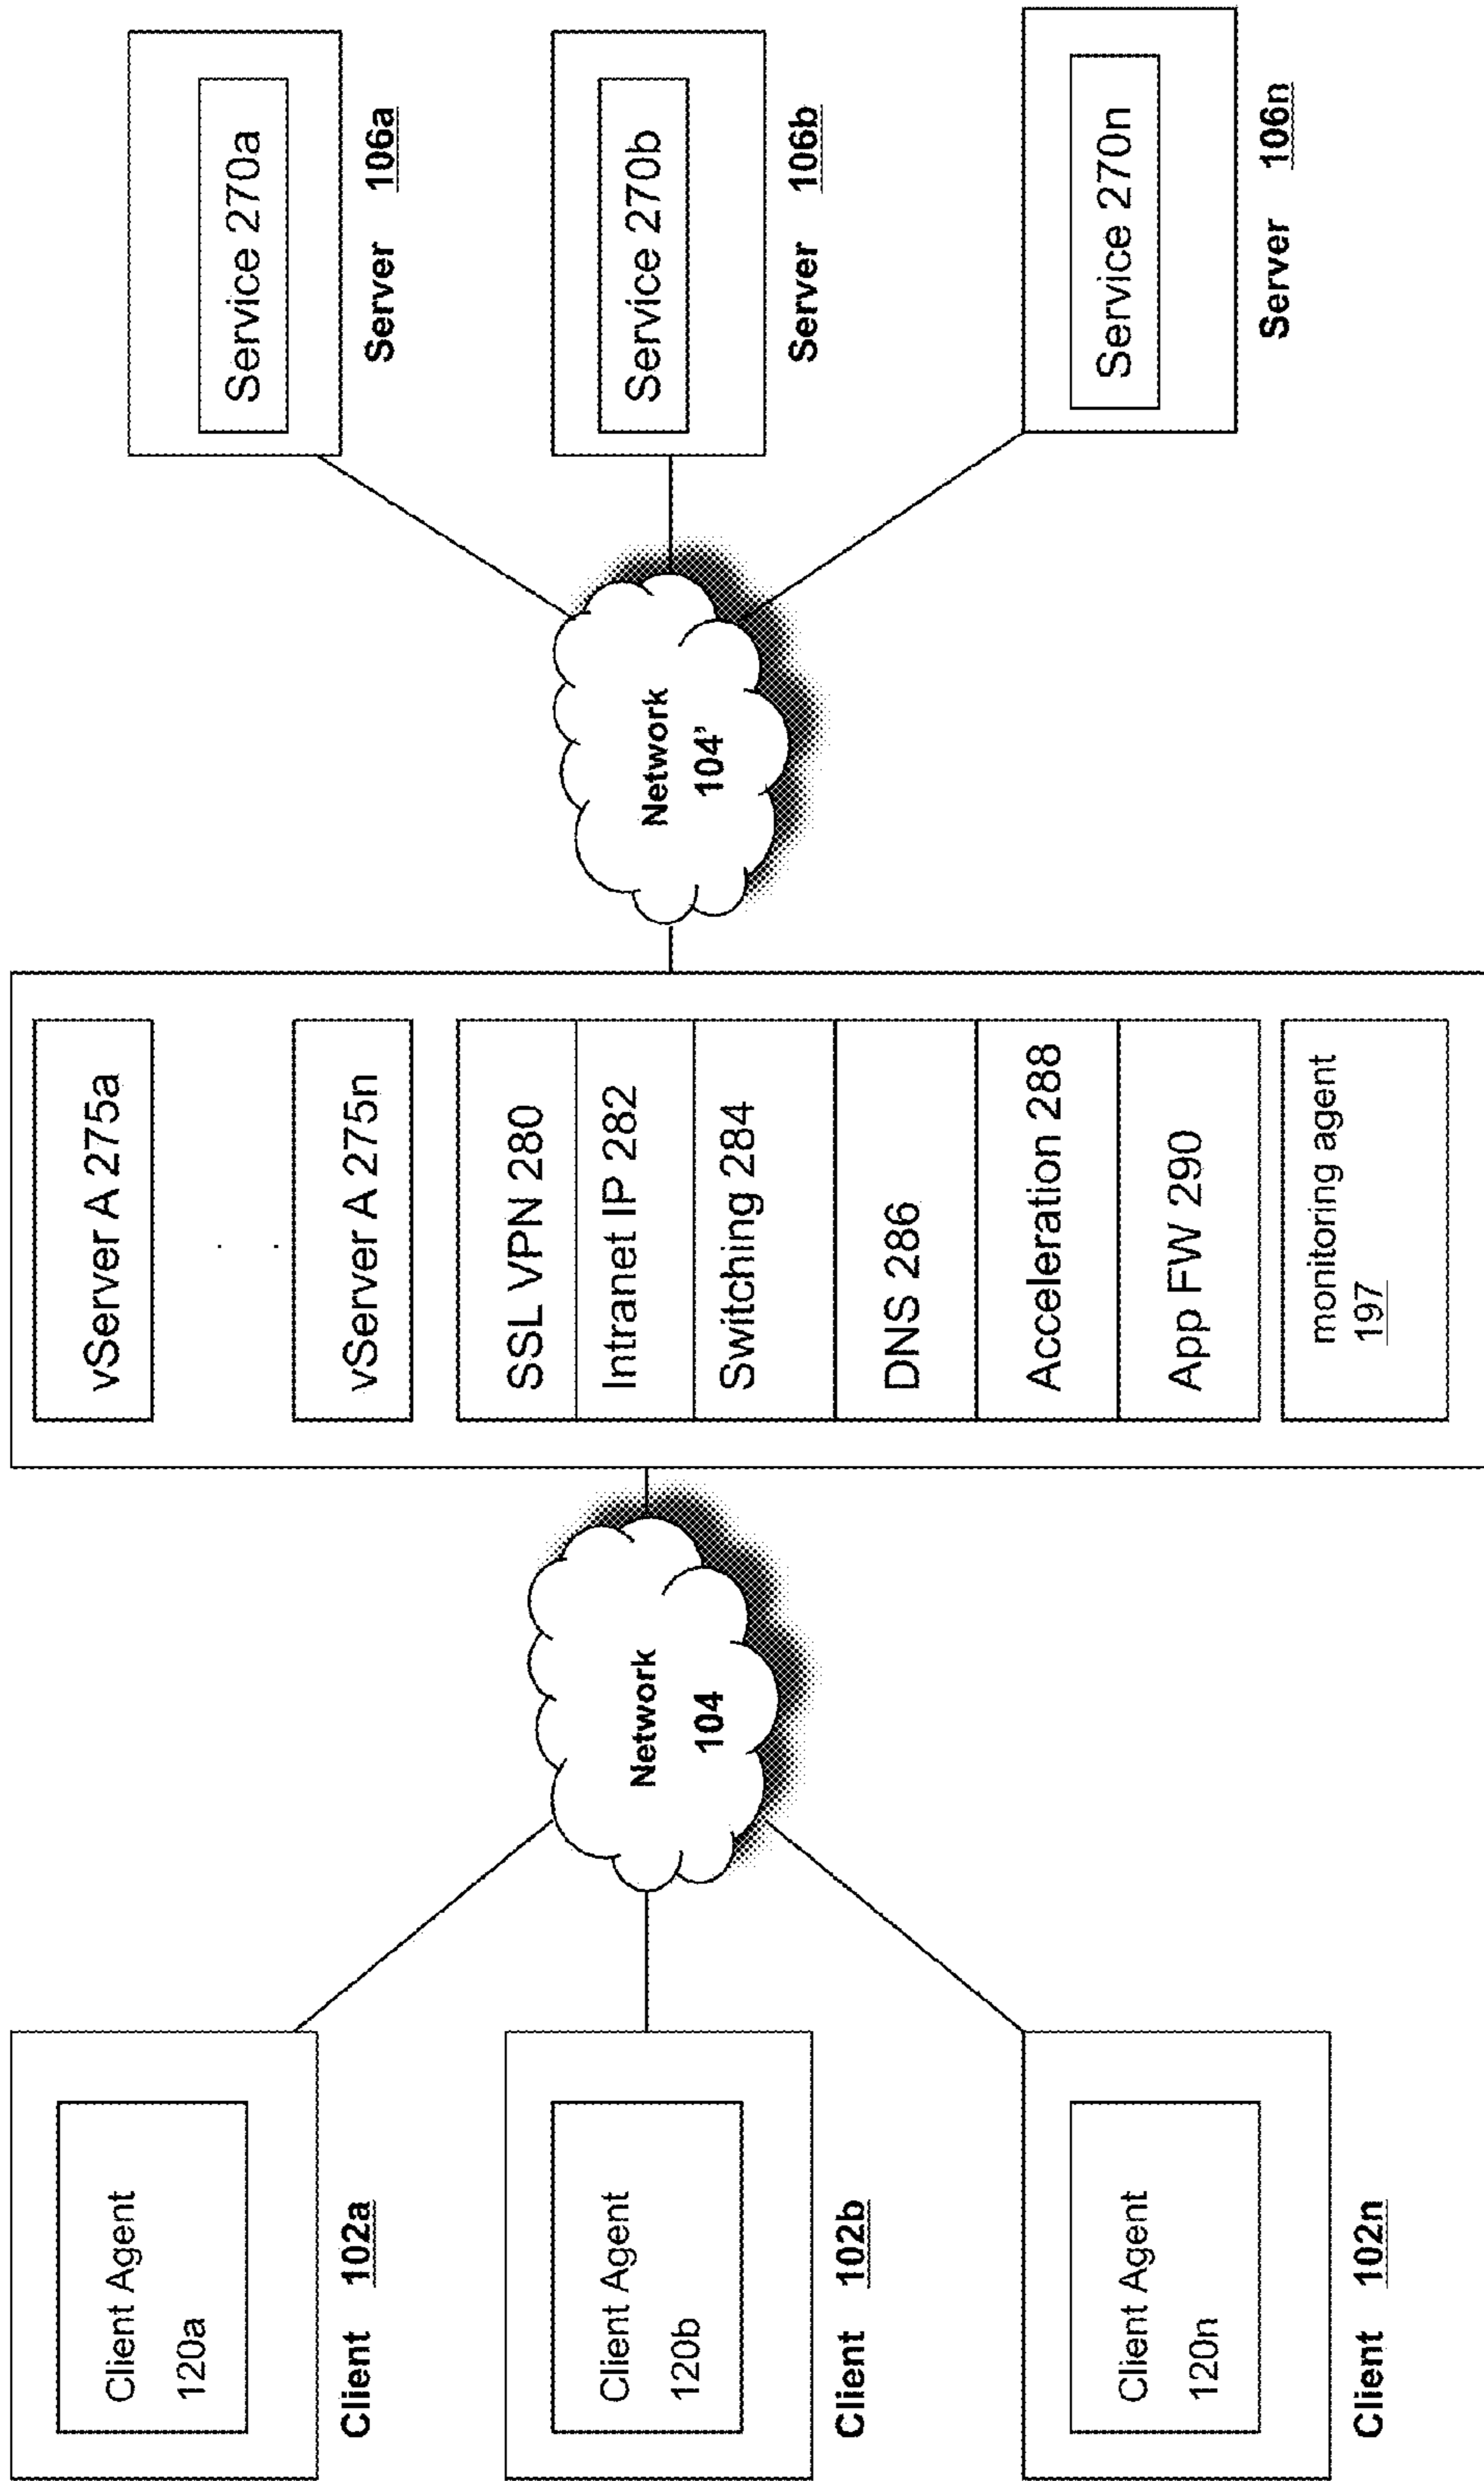 Client Agent
120a
Client 102a
Client Agent
120b
Client 102b
Client Agent
120n
Client 102n
Network
104
vServer A 275a
.
.
vServer A 275n
SSL VPN 280
Intranet IP 282
Switching 284
DNS 286
Acceleration 288
App FW 290
monitoring agent
197
Network
104'
Service 270a
Server 106a
Service 270b
Server 106b
Service 270n
Server 106n